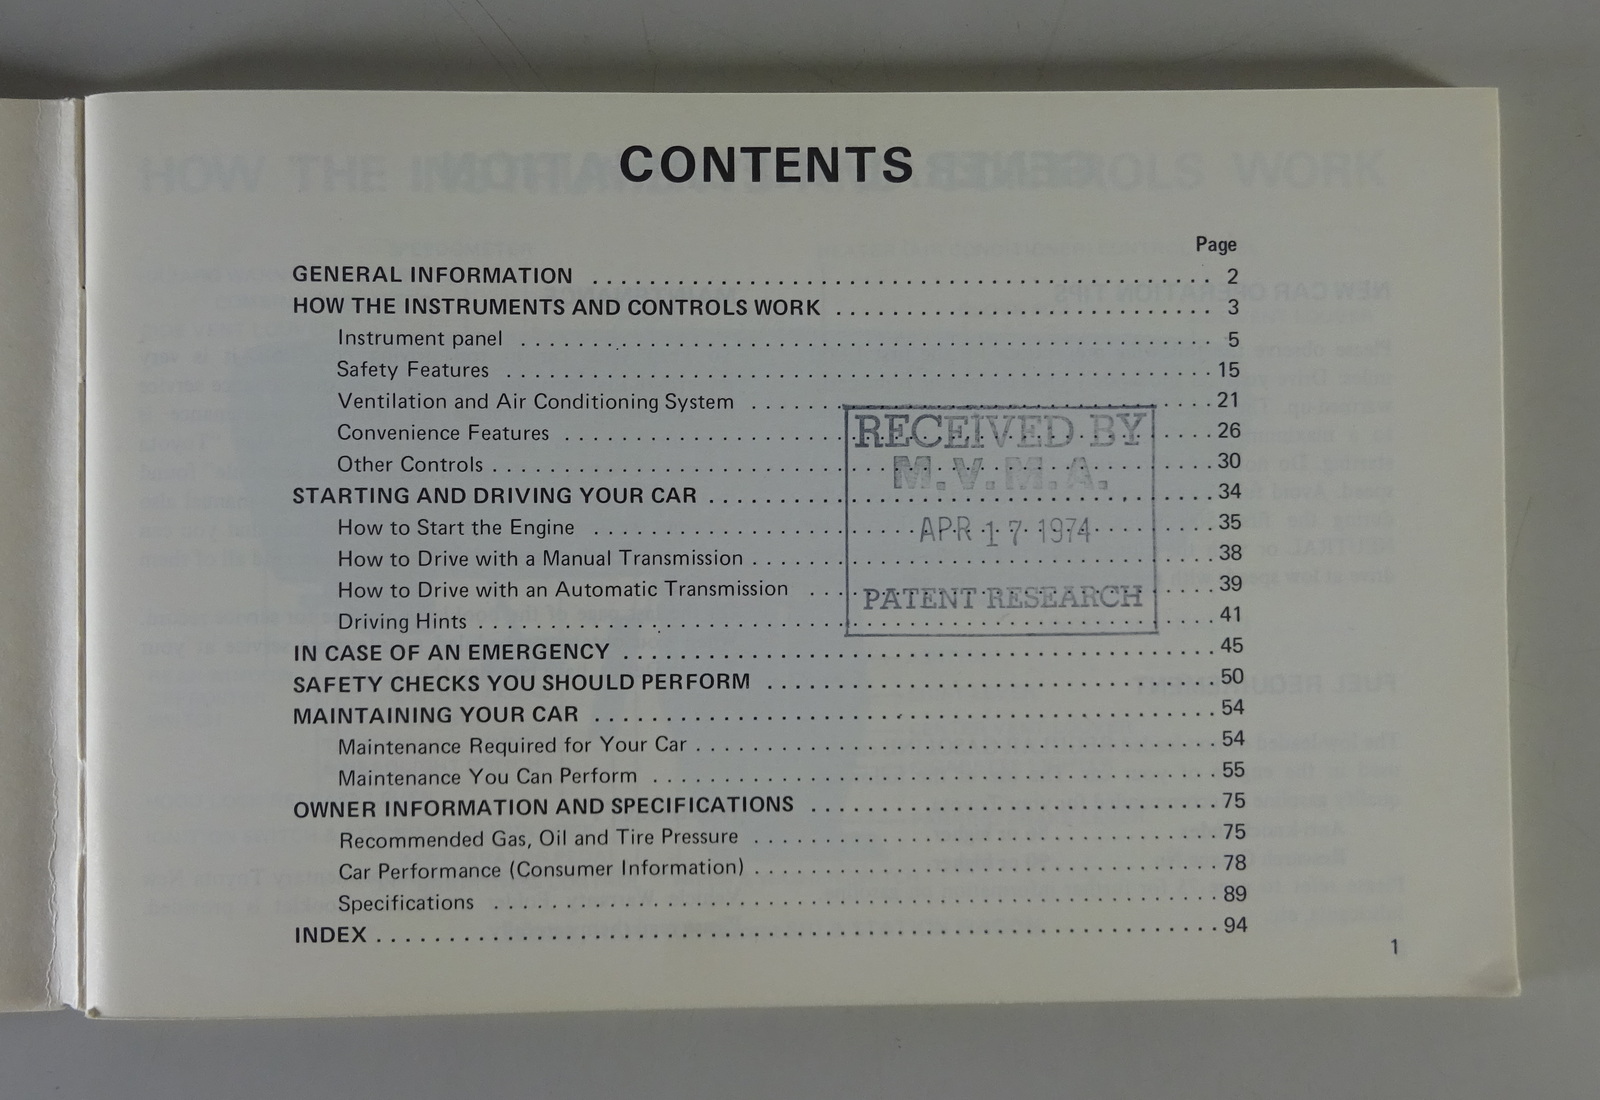 CONTENTS
Page
GENERAL INFORMATION . . . . . . . . . . 2
HOW THE INSTRUMENTS AND CONTROLS WORK . . . . . . . . . . 3
Instrument panel . . . . . . . . . . 5
Safety Features . . . . . . . . . . 15
Ventilation and Air Conditioning System . . . . . . . . . . 21
Convenience Features . . . . . . . . . . 26
Other Controls . . . . . . . . . . 30
STARTING AND DRIVING YOUR CAR . . . . . . . . . . 34
How to Start the Engine . . . . . . . . . . 35
How to Drive with a Manual Transmission . . . . . . . . . . 38
How to Drive with an Automatic Transmission . . . . . . . . . . 39
Driving Hints . . . . . . . . . . 41
IN CASE OF AN EMERGENCY . . . . . . . . . . 45
SAFETY CHECKS YOU SHOULD PERFORM . . . . . . . . . . 50
MAINTAINING YOUR CAR . . . . . . . . . . 54
Maintenance Required for Your Car . . . . . . . . . . 54
Maintenance You Can Perform . . . . . . . . . . 55
OWNER INFORMATION AND SPECIFICATIONS . . . . . . . . . . 75
Recommended Gas, Oil and Tire Pressure . . . . . . . . . . 75
Car Performance (Consumer Information) . . . . . . . . . . 78
Specifications . . . . . . . . . . 89
INDEX . . . . . . . . . . 94
RECEIVED BY
M.V.M.A.
APR 17 1974
PATENT RESEARCH
1